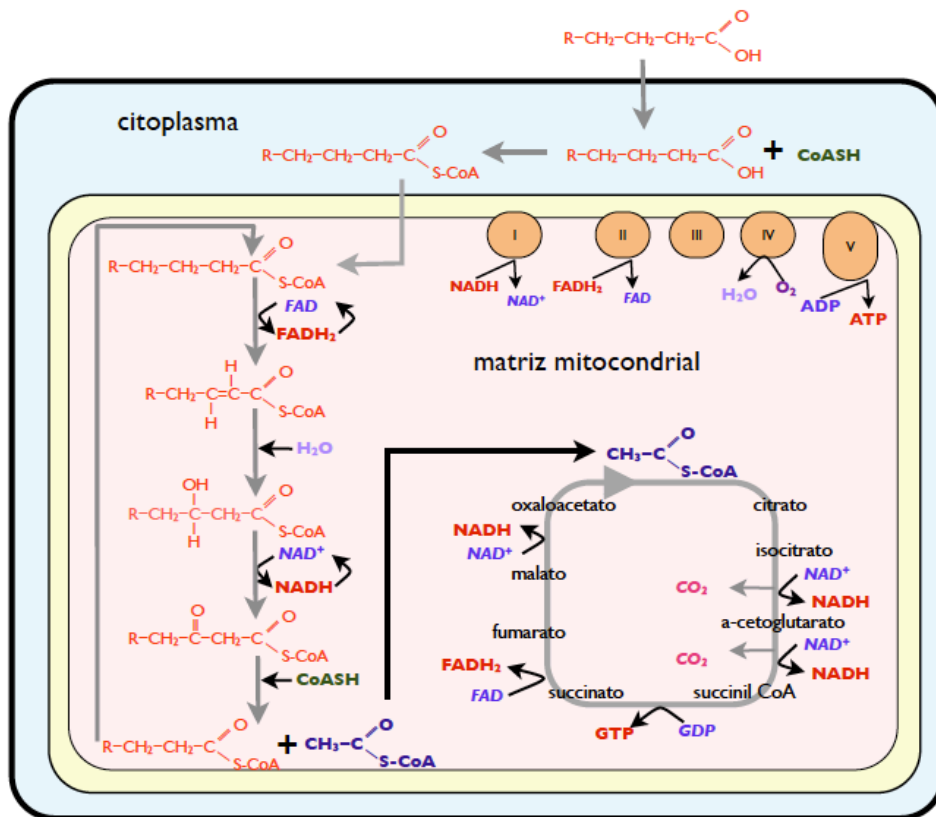 O
R-CH₂-CH₂-CH₂-C
OH
citoplasma
O
R-CH₂-CH₂-CH₂-C
S-CoA
O
R-CH₂-CH₂-CH₂-C
OH
+ CoASH
I
II
III
IV
V
NADH
NAD⁺
FADH₂
FAD
H₂O
O₂
ADP
ATP
O
R-CH₂-CH₂-CH₂-C
S-CoA
FAD
FADH₂
matriz mitocondrial
H
O
R-CH₂-C=C-C
S-CoA
H
H₂O
OH
O
R-CH₂-C-CH₂-C
S-CoA
H
NAD⁺
NADH
O
O
R-CH₂-C-CH₂-C
S-CoA
CoASH
O
R-CH₂-CH₂-C
S-CoA
+
O
CH₃-C
S-CoA
O
CH₃-C
S-CoA
oxaloacetato
citrato
NADH
NAD⁺
isocitrato
NAD⁺
CO₂
NADH
malato
a-cetoglutarato
fumarato
NAD⁺
CO₂
NADH
FADH₂
FAD
succinato
succinil CoA
GTP
GDP